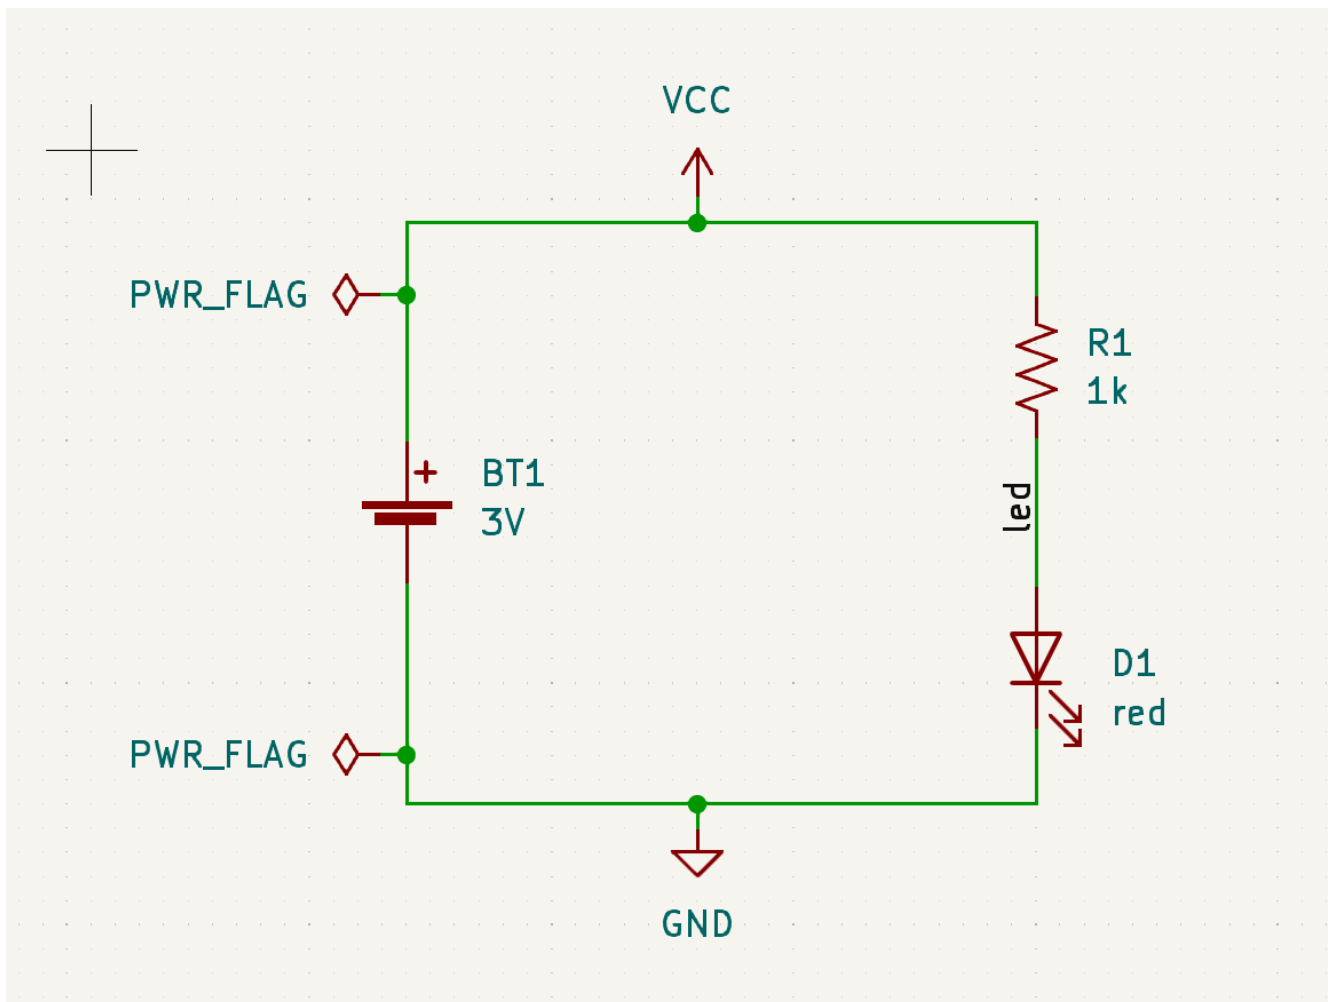 VCC
PWR_FLAG
R1
1k
+
BT1
3V
led
D1
red
PWR_FLAG
GND